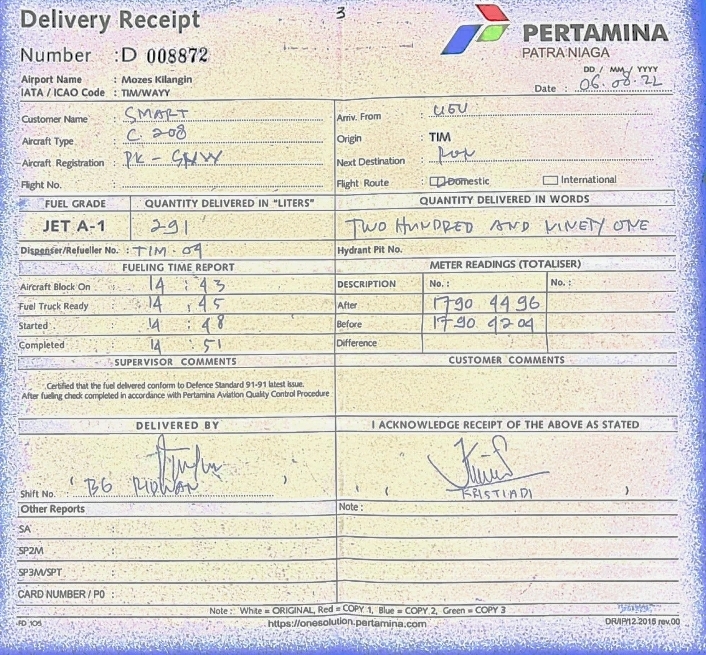 Delivery Receipt
3
PERTAMINA
PATRA NIAGA
Number : D 008872
Airport Name : Mozes Kilangin
IATA / ICAO Code : TIM/WAYY
DD / MM / YYYY
Date : 06.08.22
Customer Name : SMART
Arriv. From :
Aircraft Type : C. 208
Origin : TIM
Aircraft Registration : PK - SNW
Next Destination :
Flight No. :
Flight Route : Domestic International
FUEL GRADE QUANTITY DELIVERED IN "LITERS" QUANTITY DELIVERED IN WORDS
JET A-1 291 TWO HUNDRED AND NINETY ONE
Dispenser/Refueller No. : TIM - 09 Hydrant Pit No.
FUELING TIME REPORT METER READINGS (TOTALISER)
Aircraft Block On 14 : 43 DESCRIPTION No. : No. :
Fuel Truck Ready 14 : 45 After 1790 4496
Started 14 : 48 Before 1790 4204
Completed 14 : 51 Difference
SUPERVISOR COMMENTS CUSTOMER COMMENTS
Certified that the fuel delivered conform to Defence Standard 91-91 latest issue.
After fueling check completed in accordance with Pertamina Aviation Quality Control Procedure
DELIVERED BY I ACKNOWLEDGE RECEIPT OF THE ABOVE AS STATED
Shift No. ( BG RIDWAN ) ( KRISTIADI )
Other Reports Note :
SA :
SP2M :
SP3M/SPT :
CARD NUMBER / PO :
Note : White = ORIGINAL, Red = COPY 1, Blue = COPY 2, Green = COPY 3
FD 105 https://onesolution.pertamina.com DR/IP/12.2016 rev.00